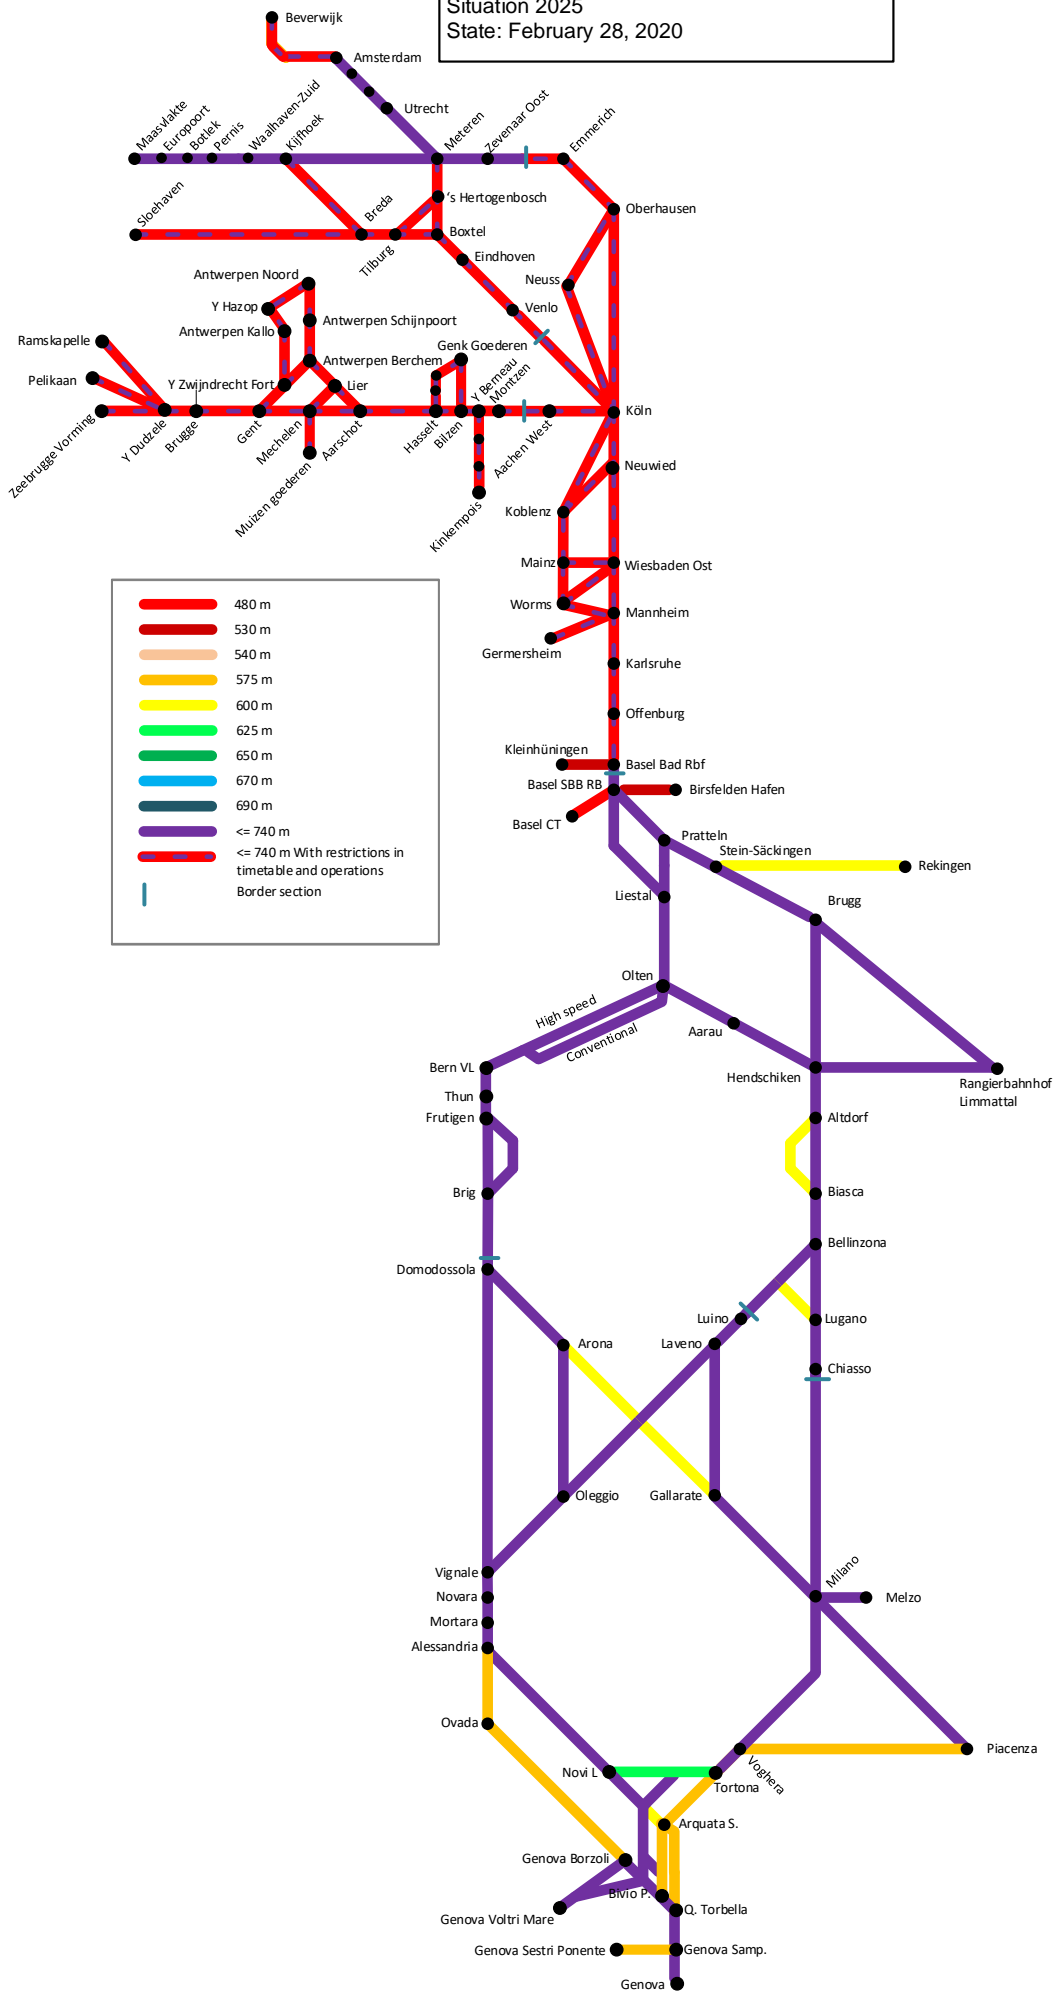 Situation 2025
State: February 28, 2020
Beverwijk
Amsterdam
Utrecht
Maasvlakte
Europoort
Botlek
Pernis
Waalhaven-Zuid
Kijfhoek
Meteren
Zevenaar Oost
Emmerich
Oberhausen
's Hertogenbosch
Sloehaven
Breda
Tilburg
Boxtel
Eindhoven
Neuss
Venlo
Antwerpen Noord
Y Hazop
Antwerpen Schijnpoort
Antwerpen Kallo
Ramskapelle
Pelikaan
Antwerpen Berchem
Genk Goederen
Y Berneau
Montzen
Y Zwijndrecht Fort
Lier
Köln
Zeebrugge Vorming
Y Dudzele
Brugge
Gent
Mechelen
Muizen goederen
Aarschot
Hasselt
Bilzen
Kinkempois
Aachen West
Neuwied
Koblenz
Mainz
Wiesbaden Ost
Worms
Mannheim
Germersheim
Karlsruhe
Offenburg
480 m
530 m
540 m
575 m
600 m
625 m
650 m
670 m
690 m
<= 740 m
<= 740 m With restrictions in
timetable and operations
Border section
Kleinhüningen
Basel Bad Rbf
Basel SBB RB
Birsfelden Hafen
Basel CT
Pratteln
Stein-Säckingen
Rekingen
Liestal
Brugg
Olten
High speed
Conventional
Aarau
Bern VL
Hendschiken
Rangierbahnhof
Limmattal
Thun
Frutigen
Altdorf
Brig
Biasca
Bellinzona
Domodossola
Luino
Lugano
Arona
Laveno
Chiasso
Oleggio
Gallarate
Vignale
Milano
Novara
Melzo
Mortara
Alessandria
Ovada
Piacenza
Voghera
Novi L
Tortona
Arquata S.
Genova Borzoli
Bivio P.
Q. Torbella
Genova Voltri Mare
Genova Sestri Ponente
Genova Samp.
Genova